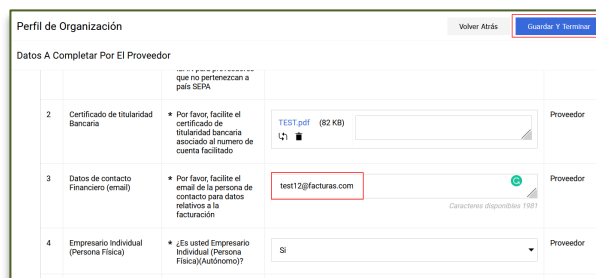 Perfil de Organización
Volver Atrás
Guardar Y Terminar
Datos A Completar Por El Proveedor
que no pertenezcan a
país SEPA
2
Certificado de titularidad
Bancaria
* Por favor, facilite el
certificado de
titularidad bancaria
asociado al numero de
cuenta facilitado
TEST.pdf (82 KB)
Proveedor
3
Datos de contacto
Financiero (email)
* Por favor, facilite el
email de la persona de
contacto para datos
relativos a la
facturación
test12@facturas.com
Caracteres disponibles 1981
Proveedor
4
Empresario Individual
(Persona Física)
* ¿Es usted Empresario
Individual (Persona
Física)(Autónomo)?
Si
Proveedor